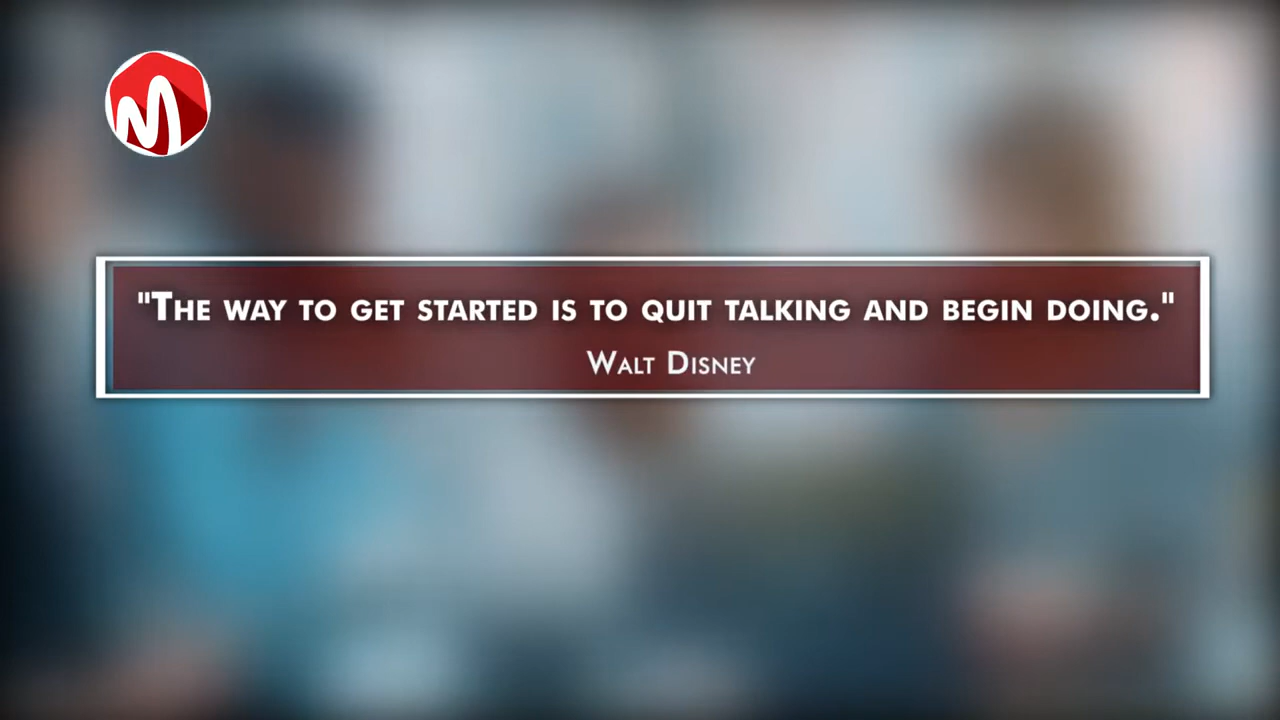 "The way to get started is to quit talking and begin doing."
Walt Disney